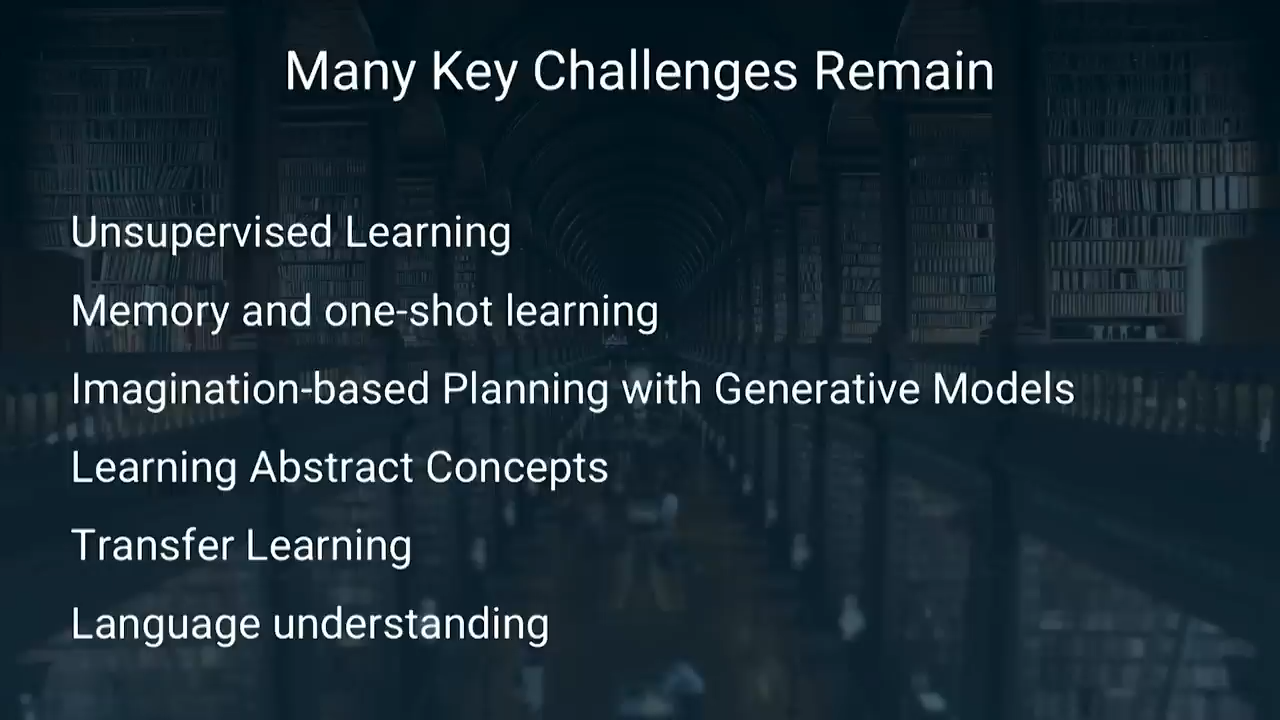 Many Key Challenges Remain
Unsupervised Learning
Memory and one-shot learning
Imagination-based Planning with Generative Models
Learning Abstract Concepts
Transfer Learning
Language understanding